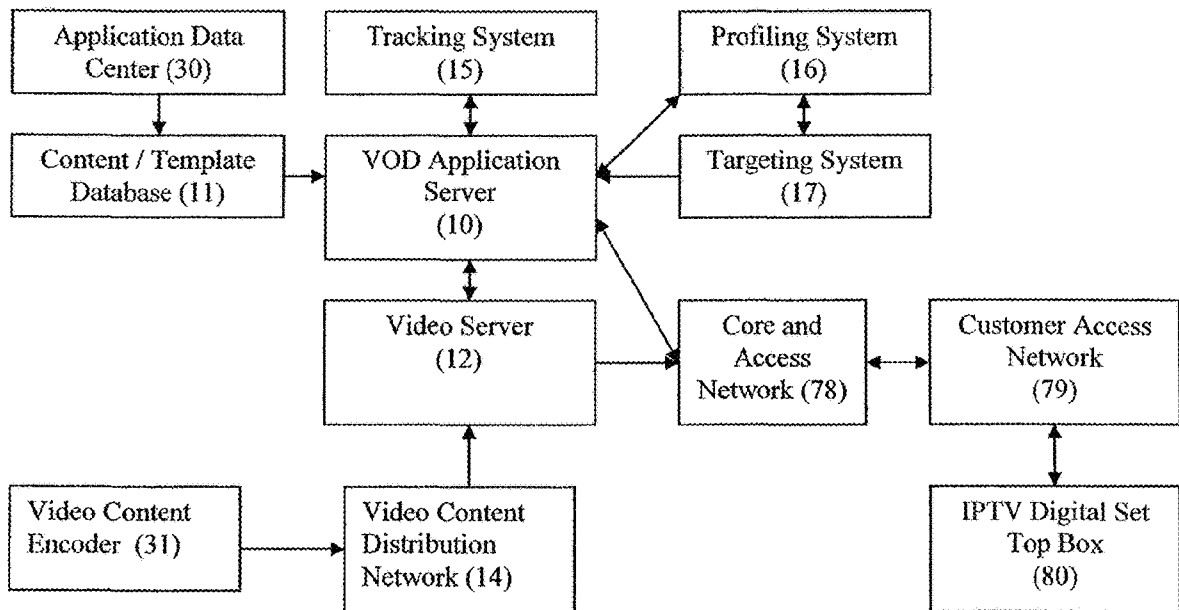 Application Data
Center (30)
Tracking System
(15)
Profiling System
(16)
Content / Template
Database (11)
VOD Application
Server
(10)
Targeting System
(17)
Video Server
(12)
Core and
Access
Network (78)
Customer Access
Network
(79)
Video Content
Encoder (31)
Video Content
Distribution
Network (14)
IPTV Digital Set
Top Box
(80)